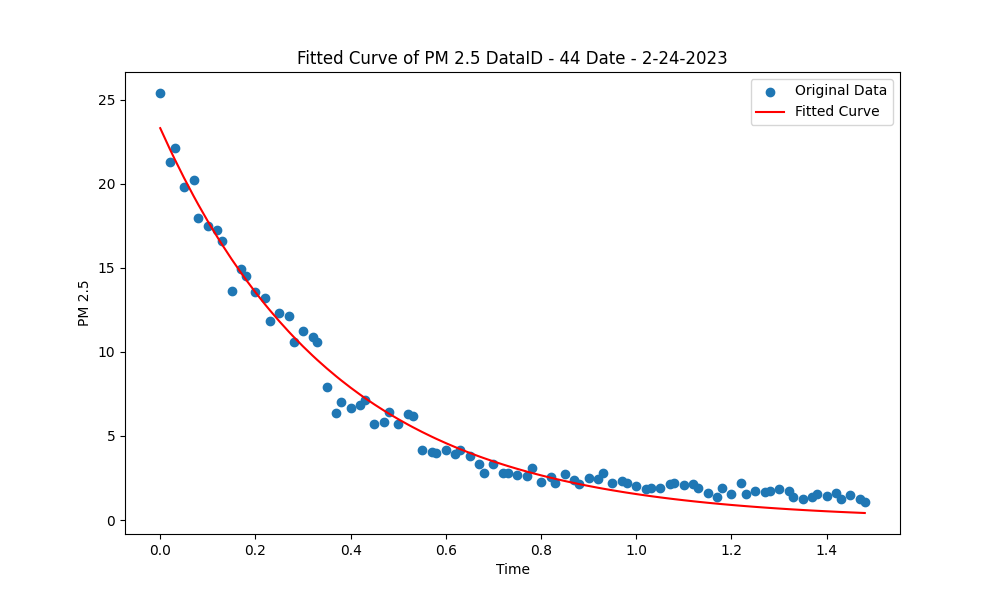 Fitted Curve of PM 2.5 DataID - 44 Date - 2-24-2023
Original Data
Fitted Curve
25
20
15
10
5
0
PM 2.5
0.0 0.2 0.4 0.6 0.8 1.0 1.2 1.4
Time